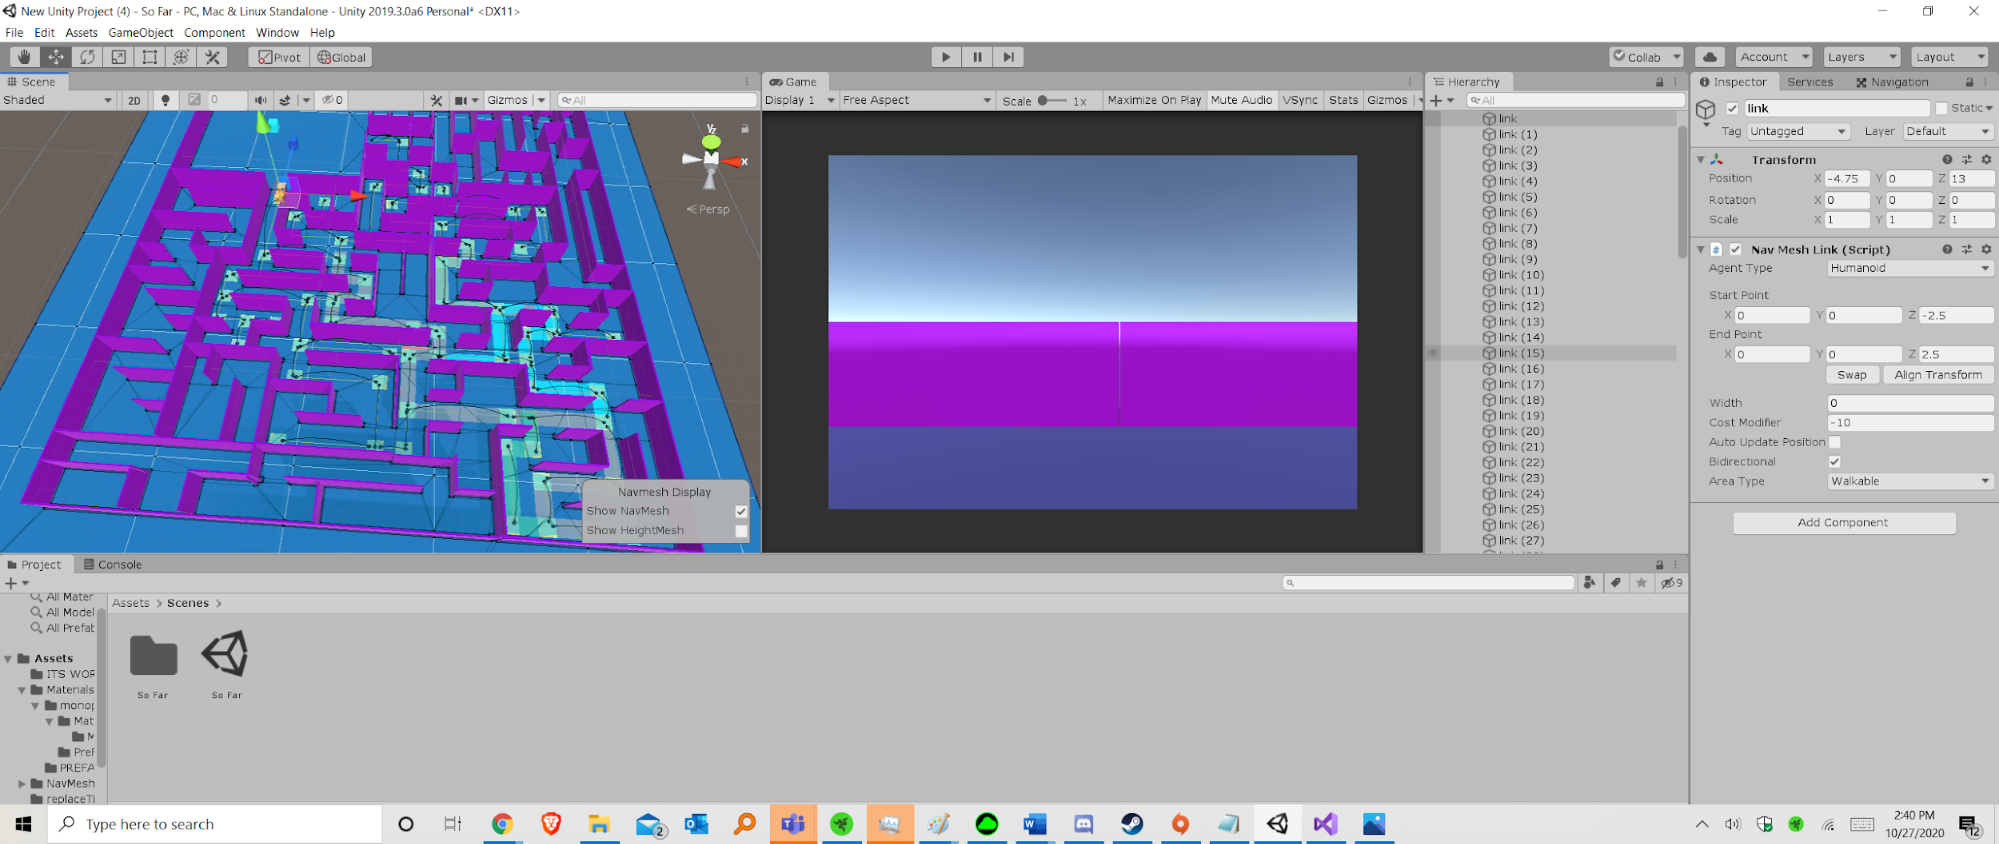 New Unity Project (4) - So Far - PC, Mac & Linux Standalone - Unity 2019.3.0a6 Personal* <DX11>
File Edit Assets GameObject Component Window Help
Pivot Global Collab Account Layers Layout
Scene
Shaded 2D 0 0 Gizmos All
Y Z X
Persp
Navmesh Display
Show NavMesh
Show HeightMesh
Game
Display 1 Free Aspect Scale 1x Maximize On Play Mute Audio VSync Stats Gizmos
Hierarchy
All
link
link (1)
link (2)
link (3)
link (4)
link (5)
link (6)
link (7)
link (8)
link (9)
link (10)
link (11)
link (12)
link (13)
link (14)
link (15)
link (16)
link (17)
link (18)
link (19)
link (20)
link (21)
link (22)
link (23)
link (24)
link (25)
link (26)
link (27)
Inspector Services Navigation
link Static
Tag Untagged Layer Default
Transform
Position X -4.75 Y 0 Z 13
Rotation X 0 Y 0 Z 0
Scale X 1 Y 1 Z 1
# Nav Mesh Link (Script)
Agent Type Humanoid
Start Point
X 0 Y 0 Z -2.5
End Point
X 0 Y 0 Z 2.5
Swap Align Transform
Width 0
Cost Modifier -10
Auto Update Position
Bidirectional
Area Type Walkable
Add Component
Project Console
9
All Mater
All Model
All Prefab
Assets
ITS WOR
Materials
monop
Mat
M
Pref
PREFA
NavMesh
replaceTi
Assets > Scenes >
So Far
So Far
Type here to search
2
2:40 PM
10/27/2020
12